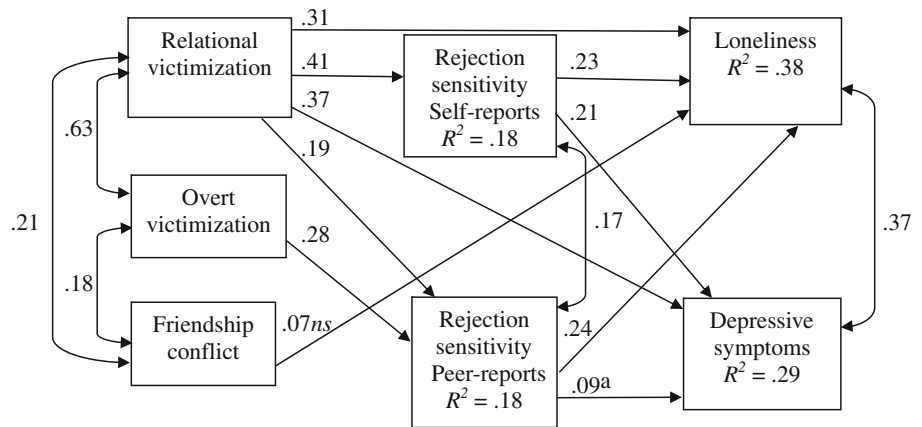 Relational
victimization
.31
.41
.37
.19
Rejection
sensitivity
Self-reports
R² = .18
.23
.21
Loneliness
R² = .38
.63
.21
Overt
victimization
.28
.17
.37
.18
Friendship
conflict
.07ns
Rejection
sensitivity
Peer-reports
R² = .18
.24
.09ᵃ
Depressive
symptoms
R² = .29